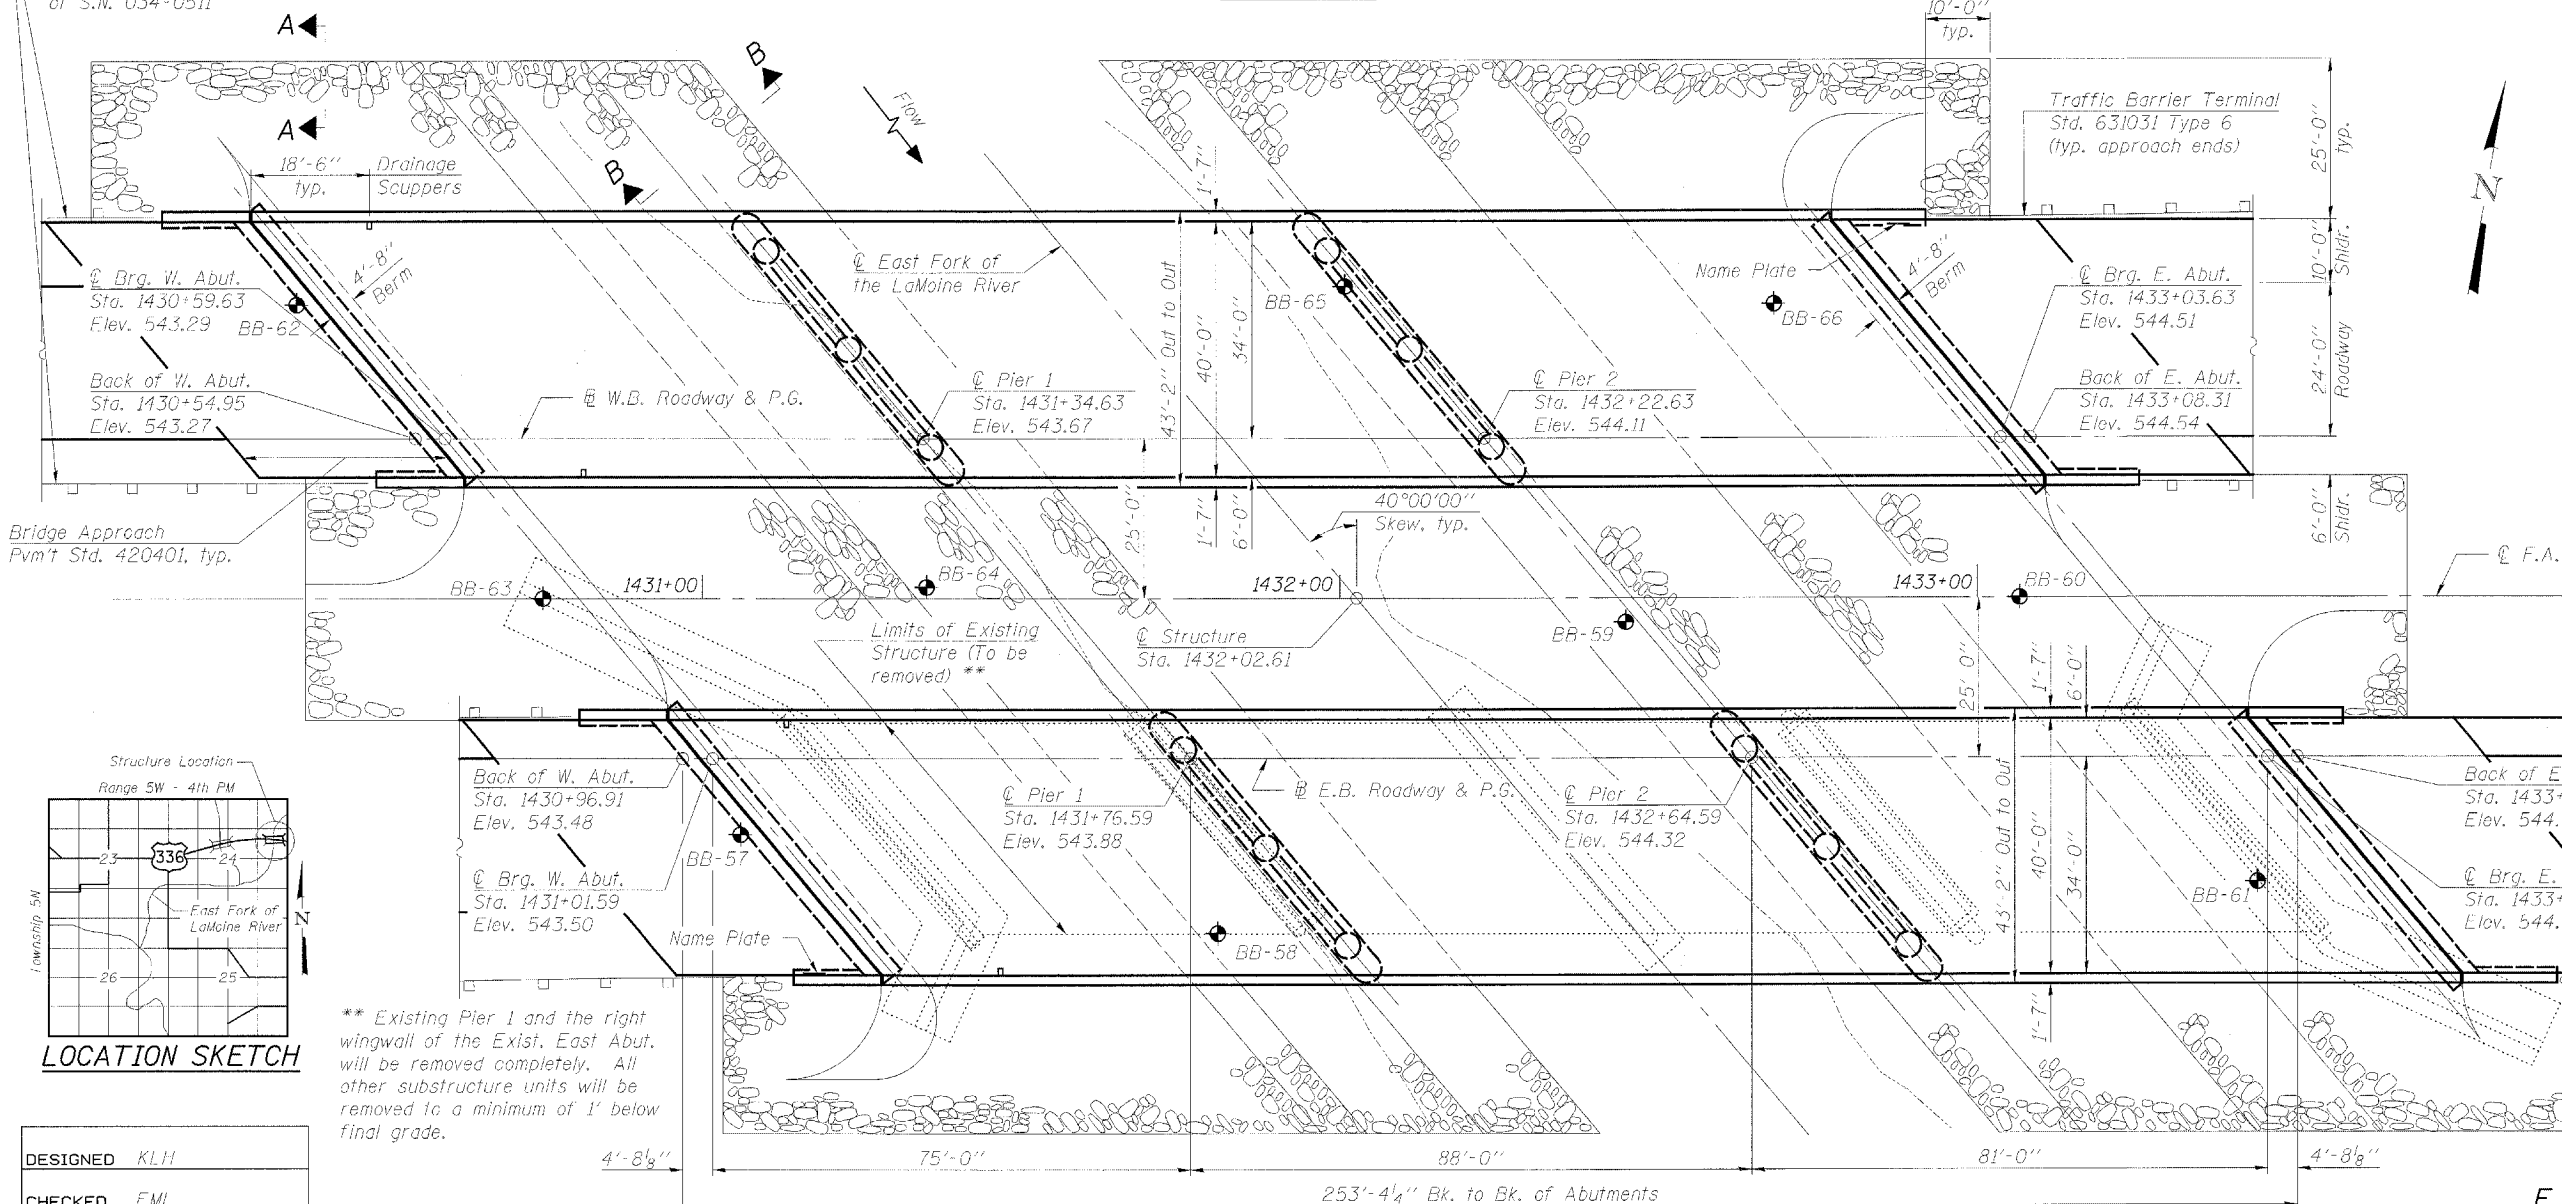 of S.N. 034-0511
A
A
B
B
Flow
10'-0"
typ.
Traffic Barrier Terminal
Std. 631031 Type 6
(typ. approach ends)
25'-0"
typ.
N
18'-6"
typ.
Drainage
Scuppers
1'-7"
4'-8"
Berm
℄ Brg. W. Abut.
Sta. 1430+59.63
Elev. 543.29
BB-62
℄ East Fork of
the LaMoine River
43'-2" Out to Out
40'-0"
34'-0"
BB-65
Name Plate
BB-66
4'-8"
Berm
℄ Brg. E. Abut.
Sta. 1433+03.63
Elev. 544.51
10'-0"
Shldr.
24'-0"
Roadway
Back of W. Abut.
Sta. 1430+54.95
Elev. 543.27
W.B. Roadway & P.G.
℄ Pier 1
Sta. 1431+34.63
Elev. 543.67
℄ Pier 2
Sta. 1432+22.63
Elev. 544.11
Back of E. Abut.
Sta. 1433+08.31
Elev. 544.54
Bridge Approach
Pvm't Std. 420401, typ.
25'-0"
1'-7"
6'-0"
40°00'00"
Skew, typ.
6'-0"
Shldr.
℄ F.A.
BB-63
1431+00
BB-64
1432+00
1433+00
BB-60
Limits of Existing
Structure (To be
removed) **
℄ Structure
Sta. 1432+02.61
BB-59
25'-0"
1'-7"
6'-0"
Structure Location
Range 5W - 4th PM
Township 5N
23
336
24
East Fork of
LaMoine River
N
26
25
LOCATION SKETCH
Back of W. Abut.
Sta. 1430+96.91
Elev. 543.48
BB-57
℄ Brg. W. Abut.
Sta. 1431+01.59
Elev. 543.50
Name Plate
℄ Pier 1
Sta. 1431+76.59
Elev. 543.88
BB-58
E.B. Roadway & P.G.
℄ Pier 2
Sta. 1432+64.59
Elev. 544.32
43'-2" Out to Out
40'-0"
34'-0"
1'-7"
BB-61
Back of E
Sta. 1433+
Elev. 544.
℄ Brg. E.
Sta. 1433+
Elev. 544.
** Existing Pier 1 and the right
wingwall of the Exist. East Abut.
will be removed completely. All
other substructure units will be
removed to a minimum of 1' below
final grade.
4'-8⅛"
75'-0"
88'-0"
81'-0"
4'-8⅛"
253'-4¼" Bk. to Bk. of Abutments
DESIGNED KLH
CHECKED EML